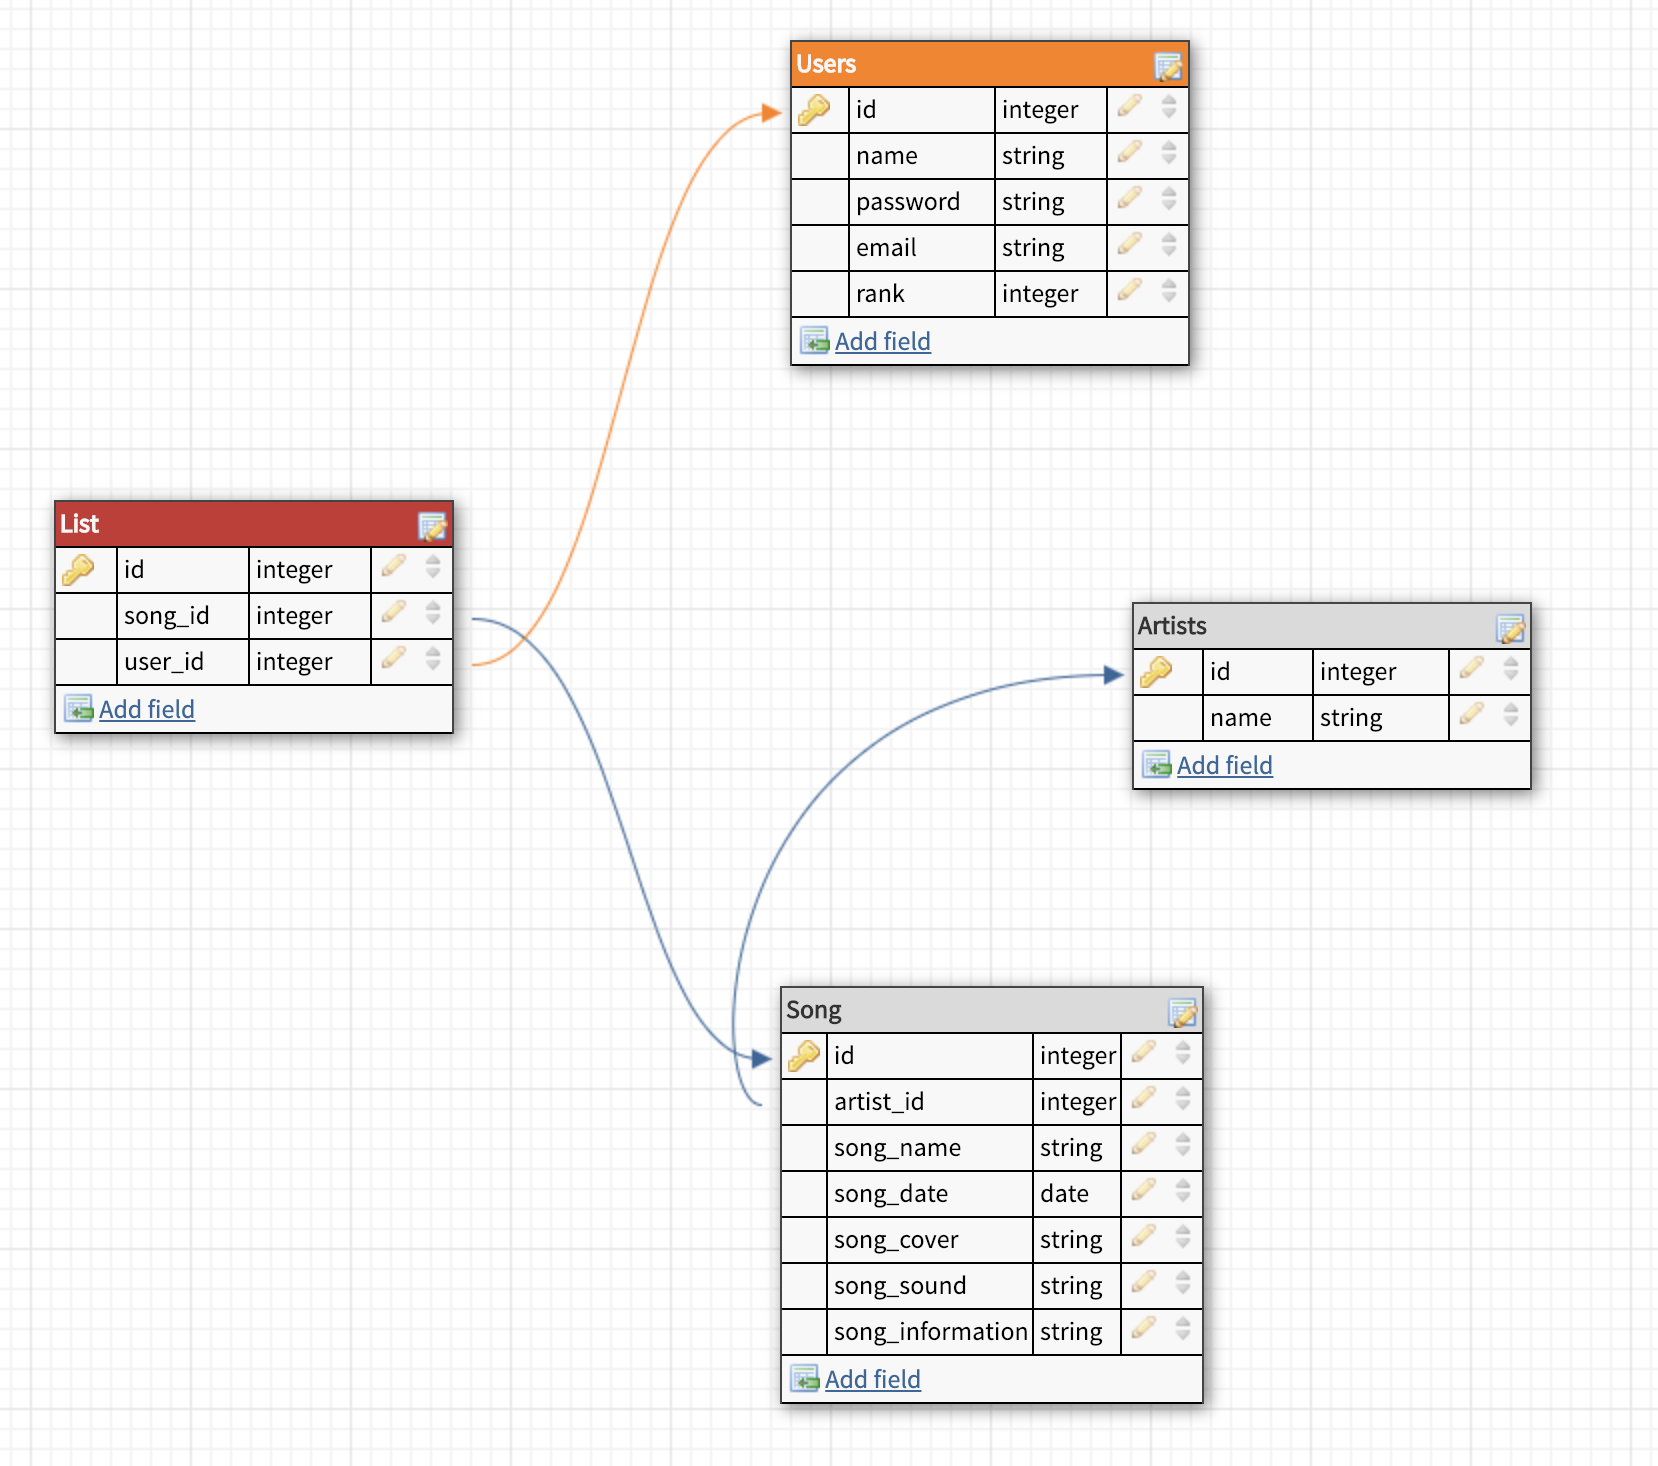 Users
id integer
name string
password string
email string
rank integer
Add field
List
id integer
song_id integer
user_id integer
Add field
Artists
id integer
name string
Add field
Song
id integer
artist_id integer
song_name string
song_date date
song_cover string
song_sound string
song_information string
Add field